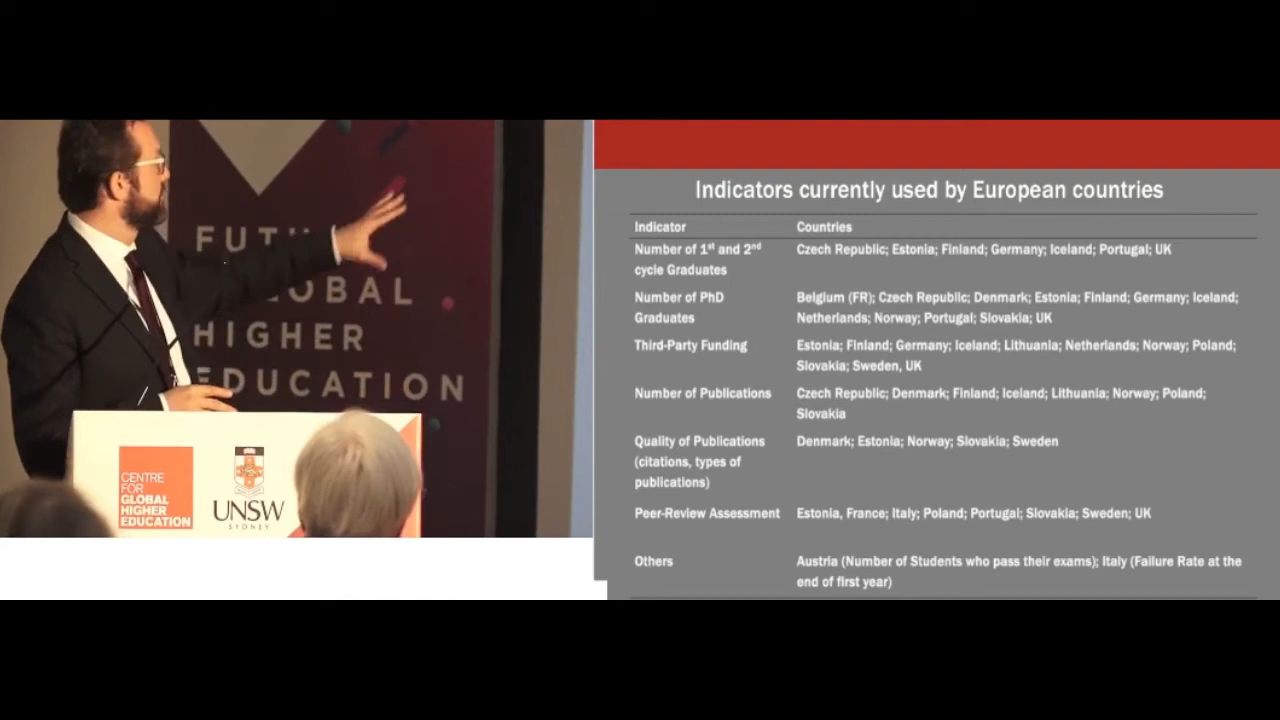 FUTU
GLOBAL
HIGHER
EDUCATION
CENTRE
FOR
GLOBAL
HIGHER
EDUCATION
UNSW
SYDNEY
Indicators currently used by European countries
Indicator Countries
Number of 1st and 2nd Czech Republic; Estonia; Finland; Germany; Iceland; Portugal; UK
cycle Graduates
Number of PhD Belgium (FR); Czech Republic; Denmark; Estonia; Finland; Germany; Iceland;
Graduates Netherlands; Norway; Portugal; Slovakia; UK
Third-Party Funding Estonia; Finland; Germany; Iceland; Lithuania; Netherlands; Norway; Poland;
Slovakia; Sweden, UK
Number of Publications Czech Republic; Denmark; Finland; Iceland; Lithuania; Norway; Poland;
Slovakia
Quality of Publications Denmark; Estonia; Norway; Slovakia; Sweden
(citations, types of
publications)
Peer-Review Assessment Estonia, France; Italy; Poland; Portugal; Slovakia; Sweden; UK
Others Austria (Number of Students who pass their exams); Italy (Failure Rate at the
end of first year)